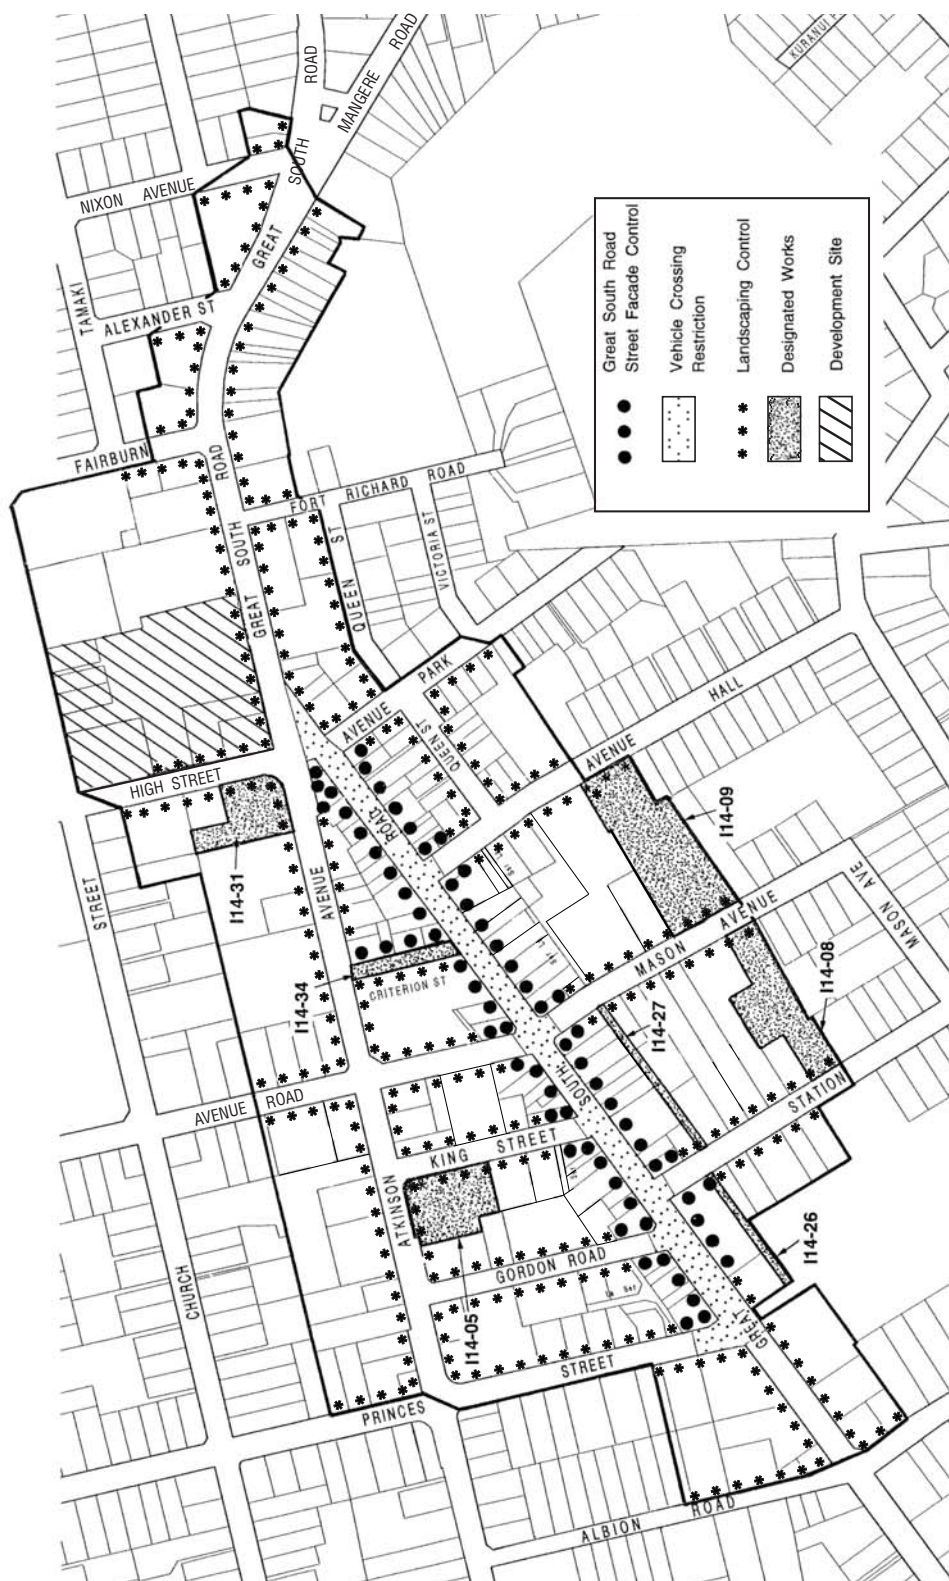 ROAD
MANGERE ROAD
SOUTH
GREAT
NIXON AVENUE
TAMAKI
ALEXANDER ST
KURANUI
FAIRBURN
ROAD
SOUTH
GREAT
FORT RICHARD ROAD
QUEEN ST
VICTORIA ST
PARK
AVENUE
QUEEN ST
HALL
AVENUE
HIGH STREET
STREET
AVENUE
ROAD
I14-31
I14-34
CRITERION ST
I14-09
MASON AVENUE
MASON
AVE
I14-08
I14-27
STATION
SOUTH
AVENUE ROAD
KING STREET
ATKINSON
CHURCH
GORDON ROAD
I14-05
I14-26
GREAT
STREET
PRINCES
ALBION ROAD
Great South Road
Street Facade Control
Vehicle Crossing
Restriction
Landscaping Control
Designated Works
Development Site